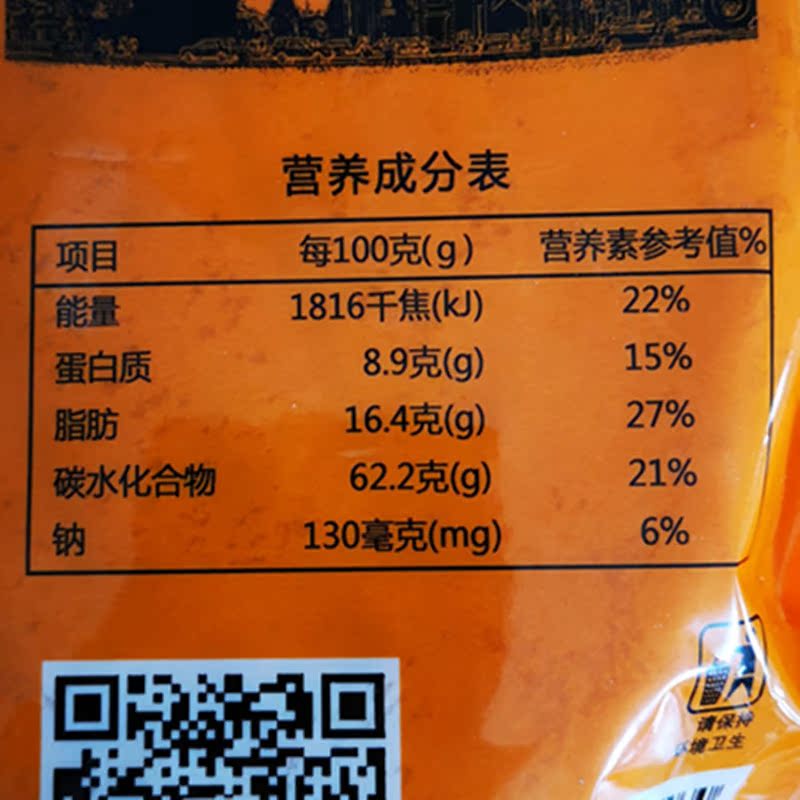 营养成分表
项目 每100克(g) 营养素参考值%
能量 1816千焦(kJ) 22%
蛋白质 8.9克(g) 15%
脂肪 16.4克(g) 27%
碳水化合物 62.2克(g) 21%
钠 130毫克(mg) 6%
请保持
环境卫生